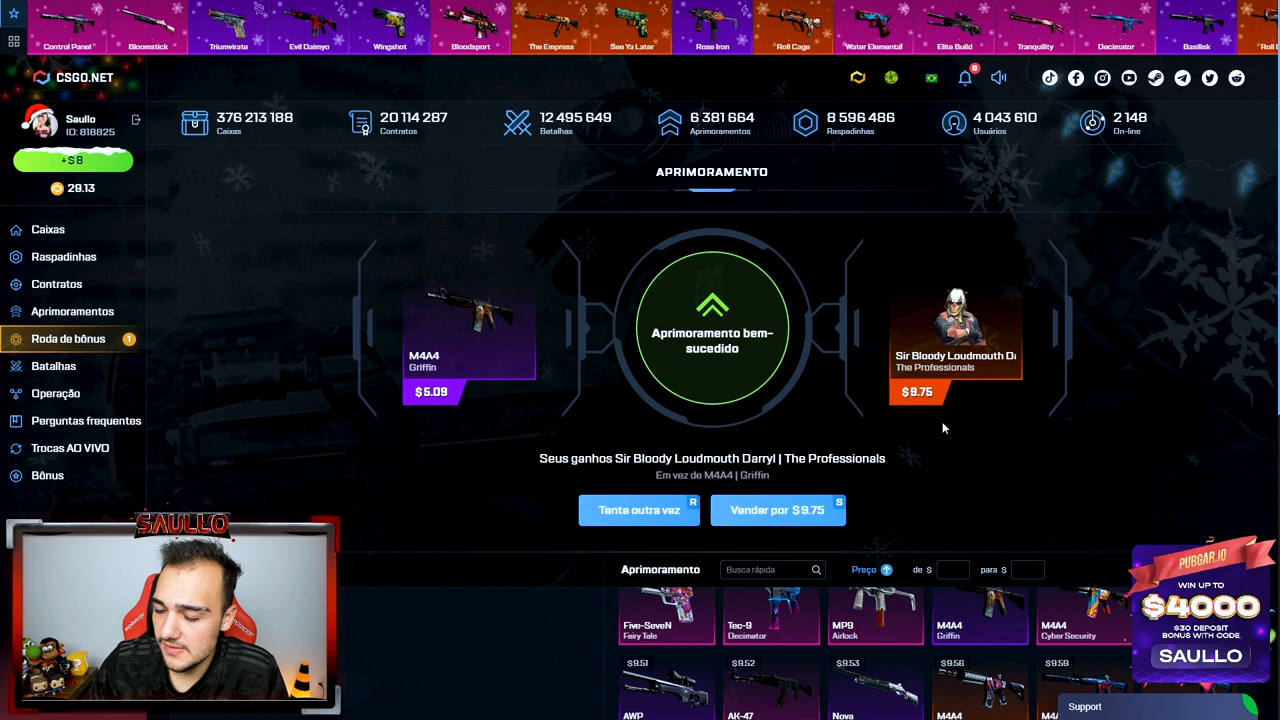 Control Panel
Bloomstick
Triumvirate
Evil Daimyo
Wingshot
Bloodsport
The Empress
See Ya Later
Rose Iron
Roll Cage
Water Elemental
Elite Build
Tranquility
Decimator
Basilisk
Roll
CSGO.NET
Saullo
ID: 818825
+$8
29.13
376 213 188
Caixas
20 114 287
Contratos
12 495 649
Batalhas
6 381 664
Aprimoramentos
8 596 486
Raspadinhas
4 043 610
Usuários
2 148
On-line
Caixas
Raspadinhas
Contratos
Aprimoramentos
Roda de bônus
1
Batalhas
Operação
Perguntas frequentes
Trocas AO VIVO
Bônus
APRIMORAMENTO
M4A4
Griffin
$5.09
Aprimoramento bem-
sucedido
Sir Bloody Loudmouth Da
The Professionals
$9.75
Seus ganhos Sir Bloody Loudmouth Darryl | The Professionals
Em vez de M4A4 | Griffin
Tente outra vez
R
Vender por $9.75
S
Aprimoramento
Busca rápida
Preço
de $
para $
Five-SeveN
Fairy Tale
Tec-9
Decimator
MP9
Airlock
M4A4
Griffin
M4A4
Cyber Security
$9.51
AWP
$9.52
AK-47
$9.53
Nova
$9.56
M4A4
$9.59
M4A
SAULLO
PUBGAR.IO
WIN UP TO
$4000
$30 DEPOSIT
BONUS WITH CODE
SAULLO
Support